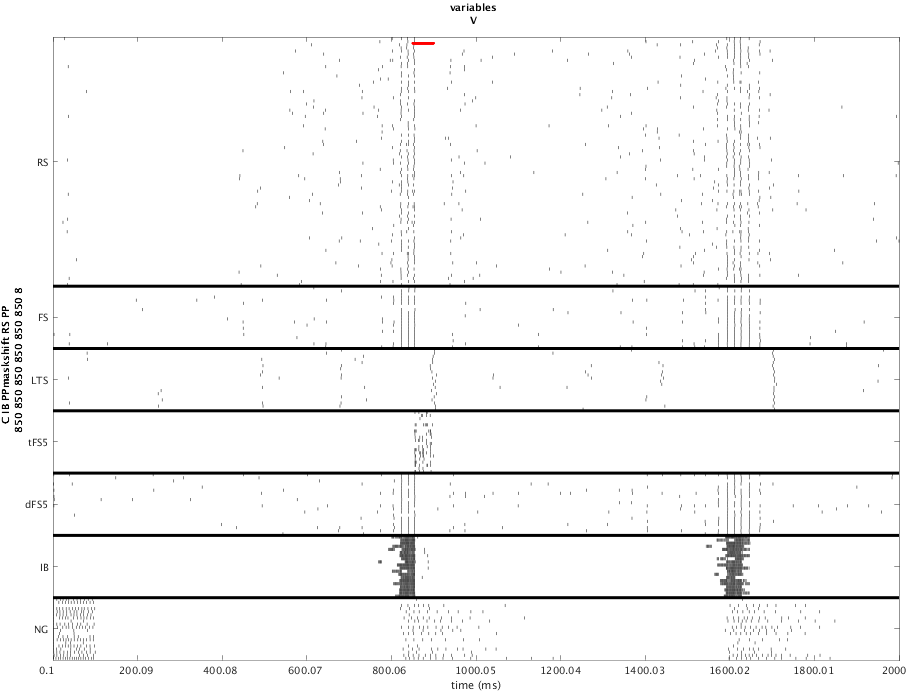 variables
V
C IB PPmaskshift RS PP
850 850 850 850 850 850 8
RS
FS
LTS
tFS5
dFS5
IB
NG
0.1 200.09 400.08 600.07 800.06 1000.05 1200.04 1400.03 1600.02 1800.01 2000
time (ms)